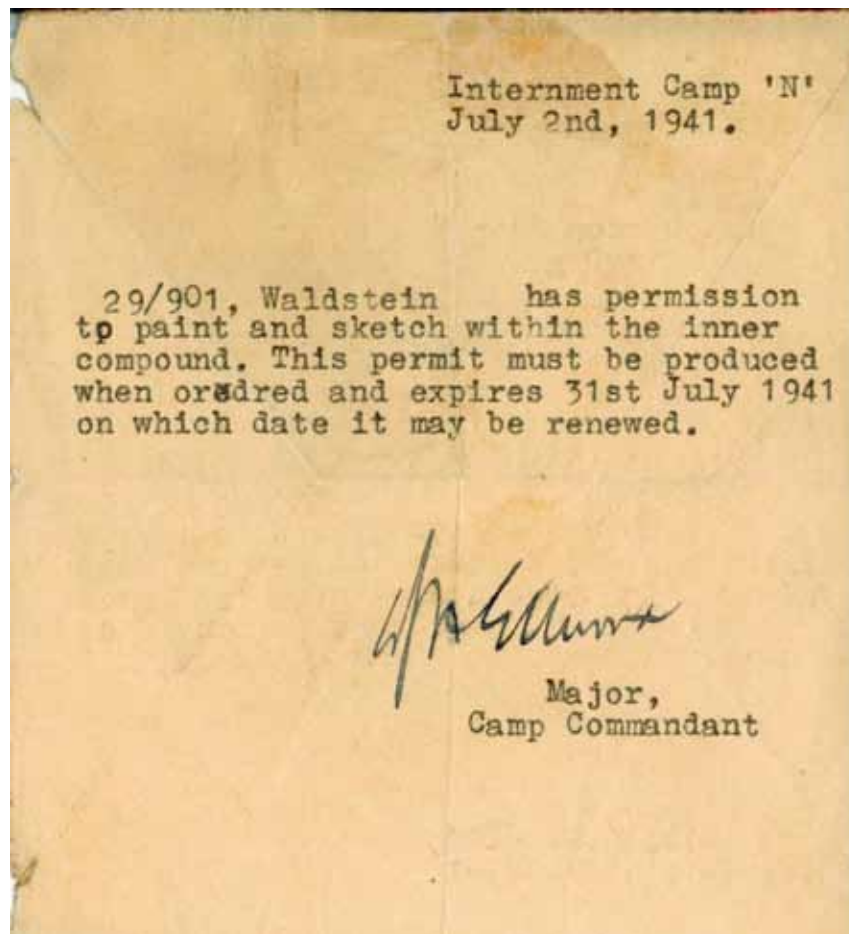 Internment Camp 'N'
July 2nd, 1941.
29/901, Waldstein has permission
to paint and sketch within the inner
compound. This permit must be produced
when oredred and expires 31st July 1941
on which date it may be renewed.
Major,
Camp Commandant